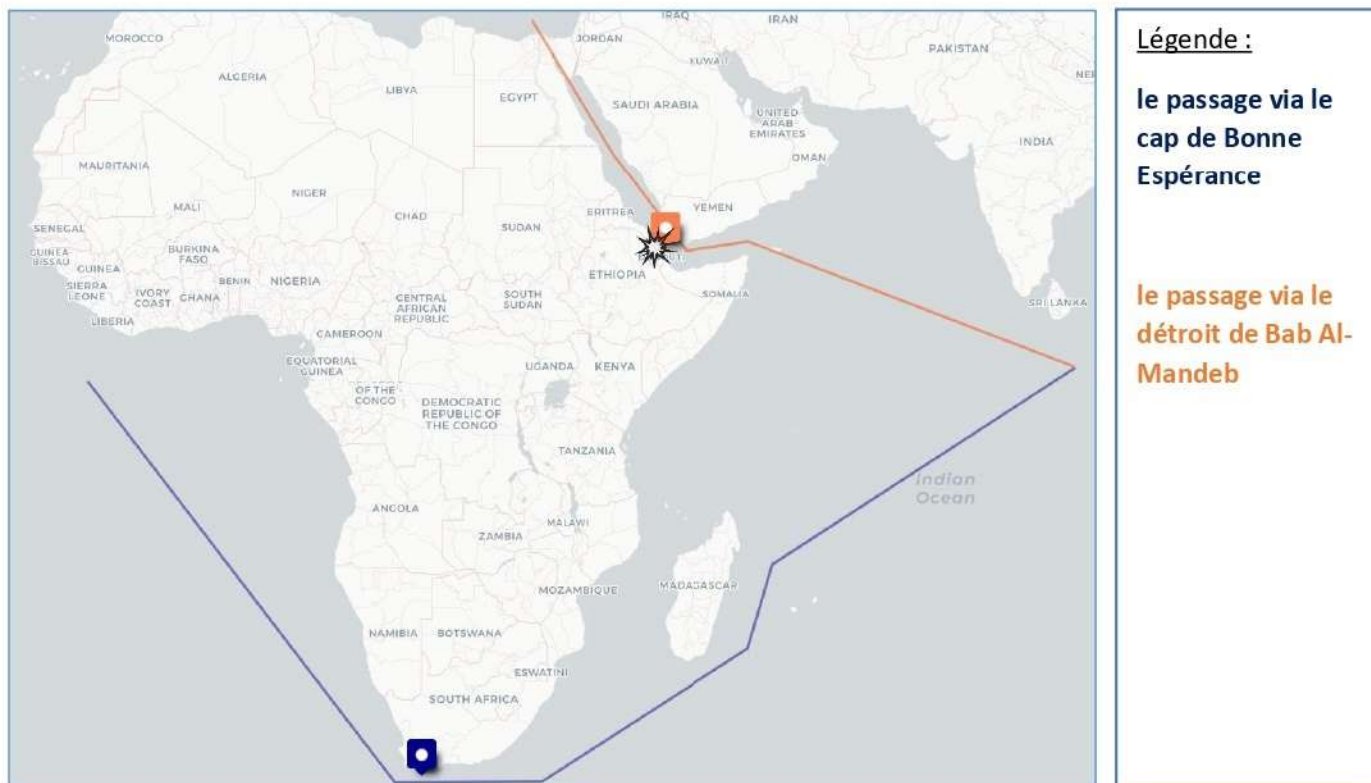 IRAQ
IRAN
MOROCCO
JORDAN
PAKISTAN
KUWAIT
ALGERIA
LIBYA
EGYPT
SAUDI ARABIA
UNITED
ARAB
EMIRATES
INDIA
OMAN
MAURITANIA
NIGER
MALI
CHAD
SUDAN
ERITREA
YEMEN
SENEGAL
GUINEA-
BISSAU
BURKINA
FASO
GUINEA
BENIN
NIGERIA
ETHIOPIA
SIERRA
LEONE
IVORY
COAST
GHANA
CENTRAL
AFRICAN
REPUBLIC
SOUTH
SUDAN
SOMALIA
SRI LANKA
LIBERIA
CAMEROON
EQUATORIAL
GUINEA
UGANDA
KENYA
OF THE
CONGO
DEMOCRATIC
REPUBLIC OF
THE CONGO
TANZANIA
Indian
Ocean
ANGOLA
MALAWI
ZAMBIA
MOZAMBIQUE
MADAGASCAR
NAMIBIA
BOTSWANA
ESWATINI
SOUTH AFRICA
Légende :
le passage via le
cap de Bonne
Espérance
le passage via le
détroit de Bab Al-
Mandeb